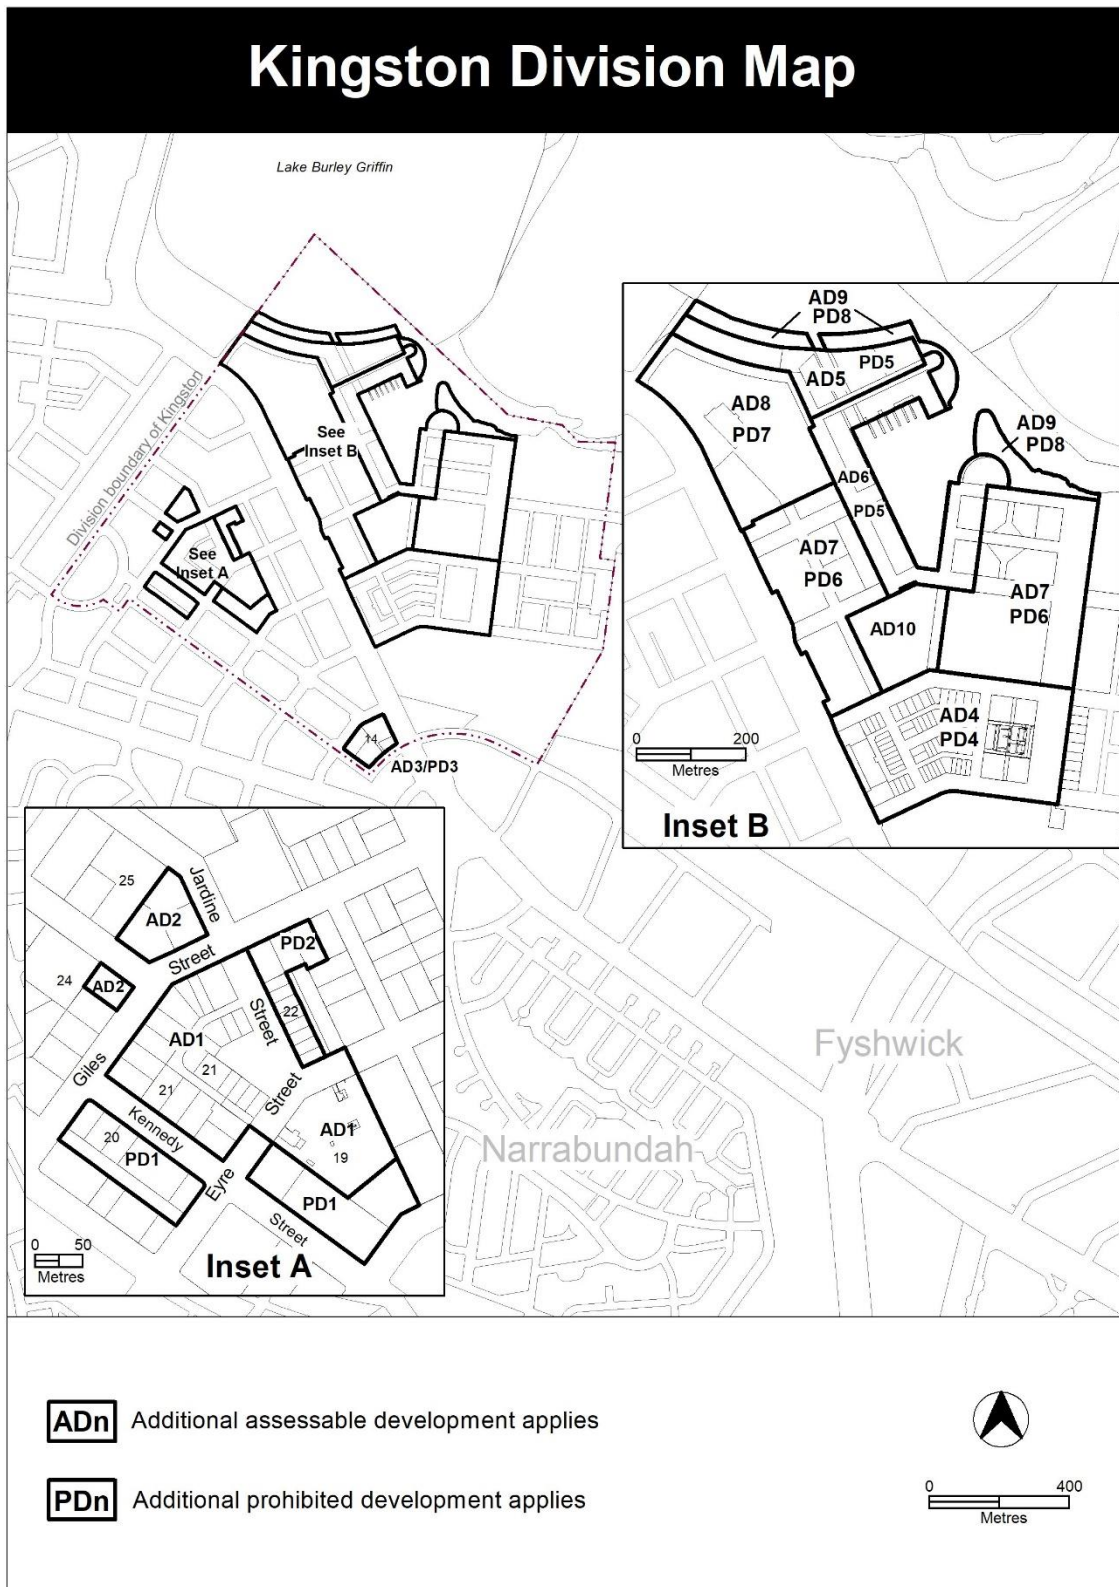 Kingston Division Map
Lake Burley Griffin
Division boundary of Kingston
See
Inset B
See
Inset A
14
AD3/PD3
AD9
PD8
PD5
AD5
AD8
PD7
AD9
PD8
AD6
PD5
AD7
PD6
AD7
PD6
AD10
AD4
PD4
0 200
Metres
Inset B
25
Jardine
AD2
Street
PD2
24
AD2
Street
22
AD1
Giles
21
21
Street
Kennedy
20
PD1
AD1
19
Eyre
PD1
Street
0 50
Metres
Inset A
Fyshwick
Narrabundah
ADn Additional assessable development applies
PDn Additional prohibited development applies
0 400
Metres